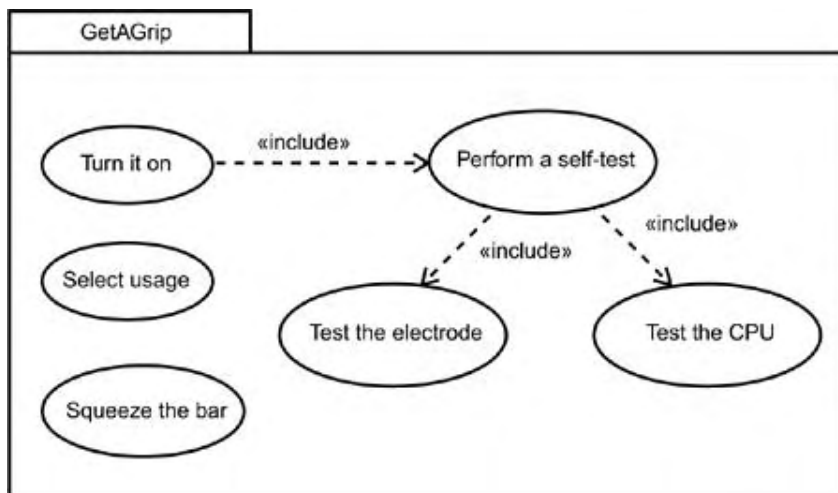 GetAGrip
Turn it on
«include»
Perform a self-test
«include»
«include»
Select usage
Test the electrode
Test the CPU
Squeeze the bar